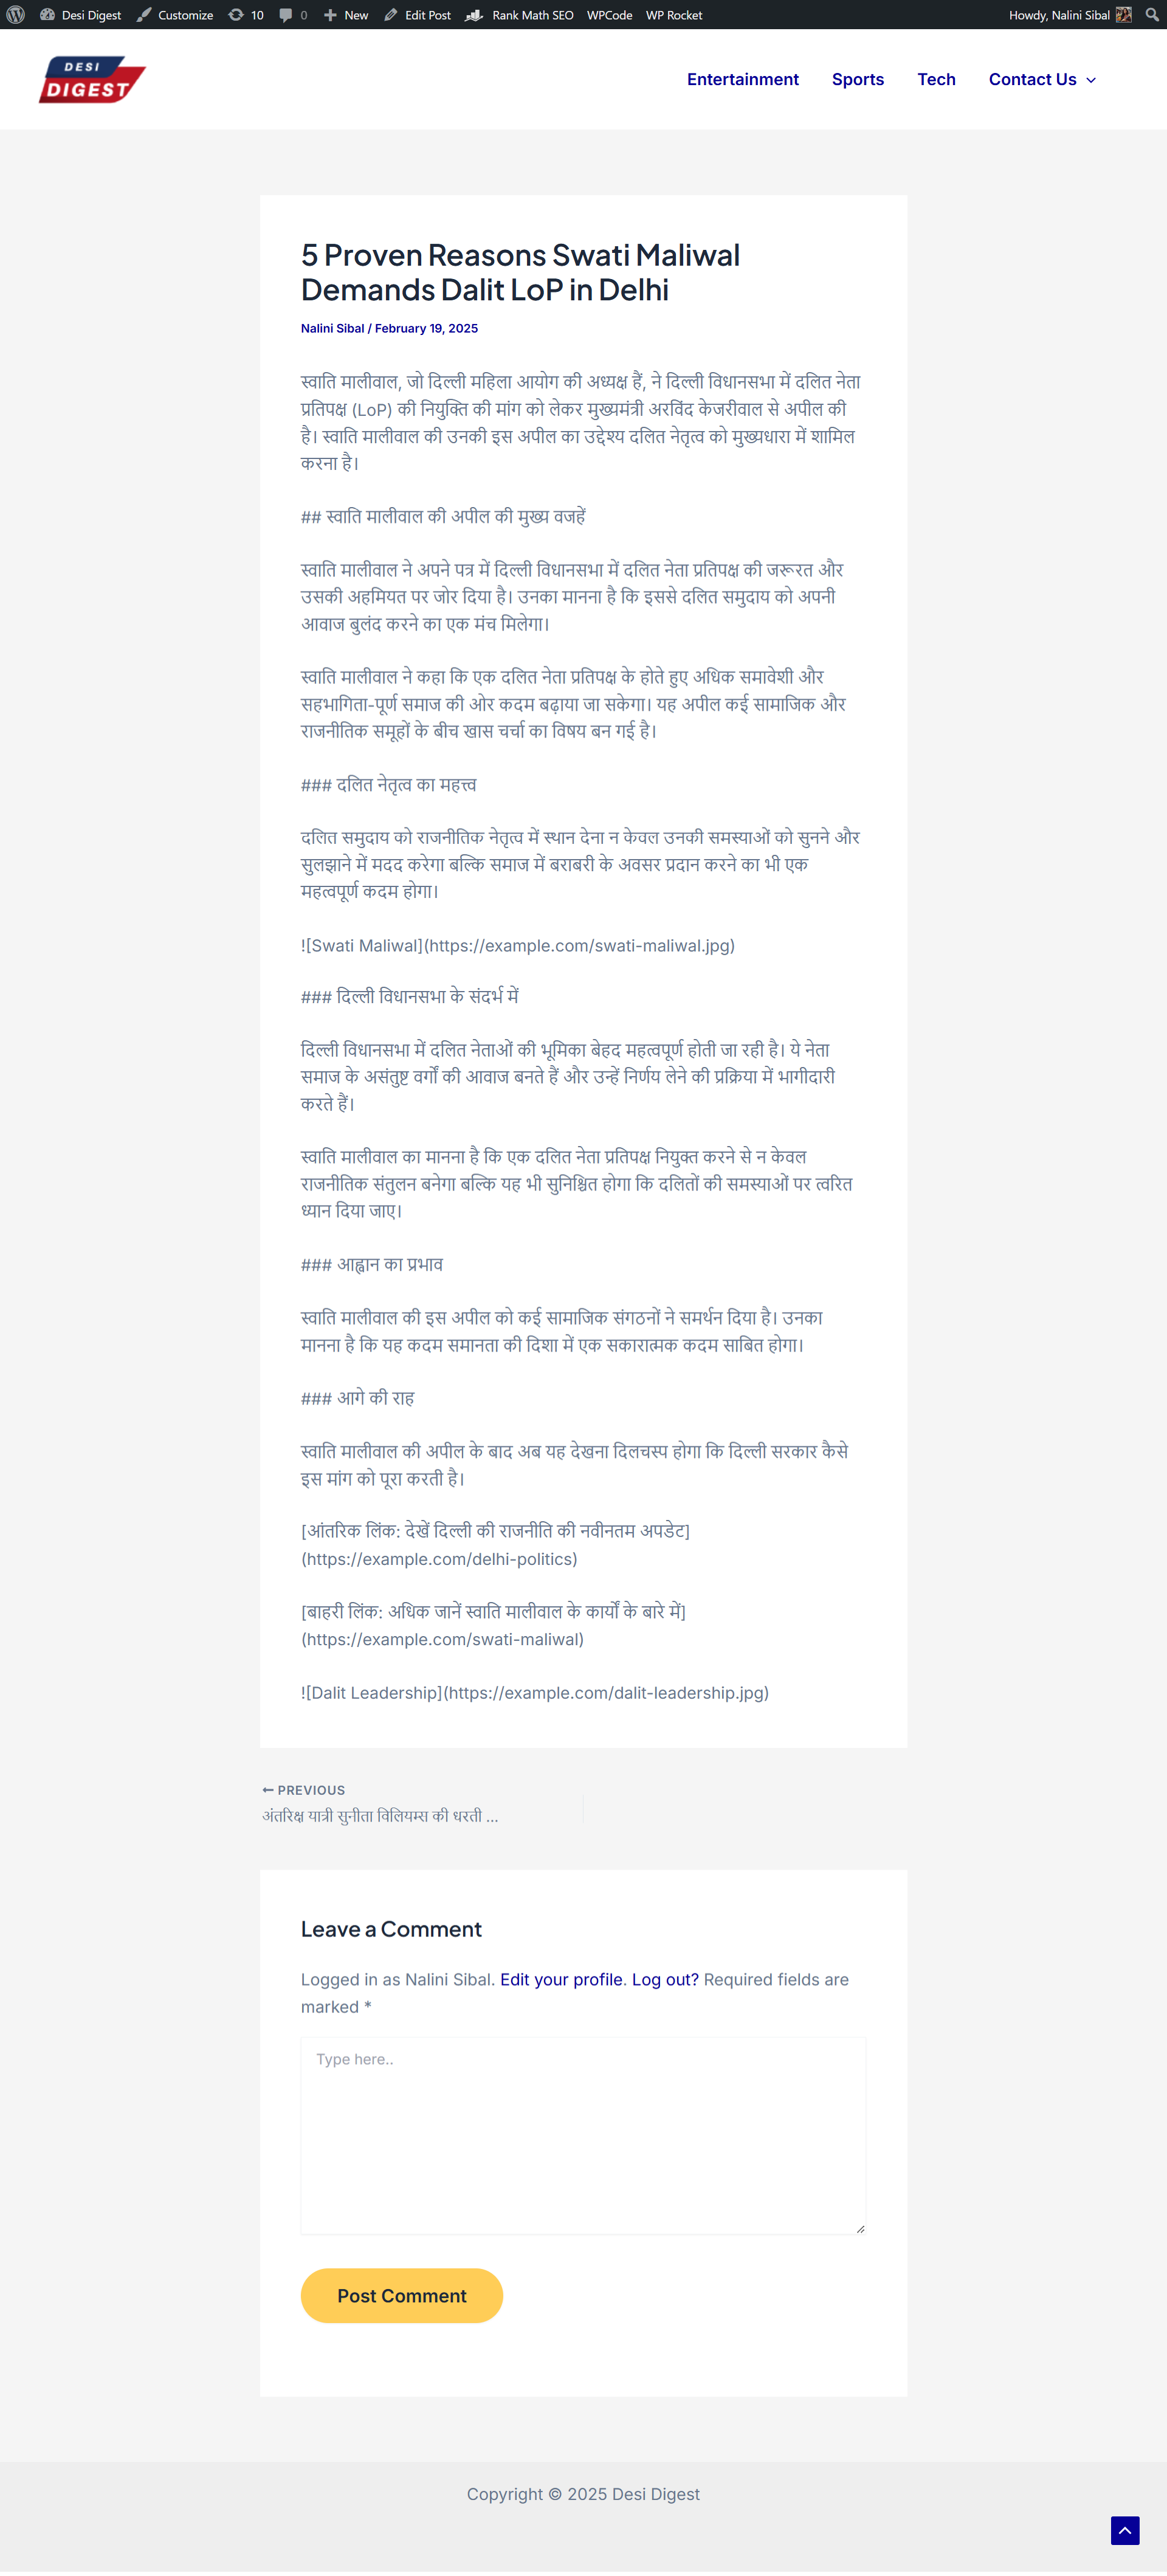 Desi Digest Customize 10 0 New Edit Post Rank Math SEO WPCode WP Rocket Howdy, Nalini Sibal
DESI
DIGEST
Entertainment Sports Tech Contact Us
5 Proven Reasons Swati Maliwal
Demands Dalit LoP in Delhi
Nalini Sibal / February 19, 2025
स्वाति मालीवाल, जो दिल्ली महिला आयोग की अध्यक्ष हैं, ने दिल्ली विधानसभा में दलित नेता
प्रतिपक्ष (LoP) की नियुक्ति की मांग को लेकर मुख्यमंत्री अरविंद केजरीवाल से अपील की
है। स्वाति मालीवाल की उनकी इस अपील का उद्देश्य दलित नेतृत्व को मुख्यधारा में शामिल
करना है।
## स्वाति मालीवाल की अपील की मुख्य वजहें
स्वाति मालीवाल ने अपने पत्र में दिल्ली विधानसभा में दलित नेता प्रतिपक्ष की जरूरत और
उसकी अहमियत पर जोर दिया है। उनका मानना है कि इससे दलित समुदाय को अपनी
आवाज बुलंद करने का एक मंच मिलेगा।
स्वाति मालीवाल ने कहा कि एक दलित नेता प्रतिपक्ष के होते हुए अधिक समावेशी और
सहभागिता-पूर्ण समाज की ओर कदम बढ़ाया जा सकेगा। यह अपील कई सामाजिक और
राजनीतिक समूहों के बीच खास चर्चा का विषय बन गई है।
### दलित नेतृत्व का महत्त्व
दलित समुदाय को राजनीतिक नेतृत्व में स्थान देना न केवल उनकी समस्याओं को सुनने और
सुलझाने में मदद करेगा बल्कि समाज में बराबरी के अवसर प्रदान करने का भी एक
महत्वपूर्ण कदम होगा।
![Swati Maliwal](https://example.com/swati-maliwal.jpg)
### दिल्ली विधानसभा के संदर्भ में
दिल्ली विधानसभा में दलित नेताओं की भूमिका बेहद महत्वपूर्ण होती जा रही है। ये नेता
समाज के असंतुष्ट वर्गों की आवाज बनते हैं और उन्हें निर्णय लेने की प्रक्रिया में भागीदारी
करते हैं।
स्वाति मालीवाल का मानना है कि एक दलित नेता प्रतिपक्ष नियुक्त करने से न केवल
राजनीतिक संतुलन बनेगा बल्कि यह भी सुनिश्चित होगा कि दलितों की समस्याओं पर त्वरित
ध्यान दिया जाए।
### आह्वान का प्रभाव
स्वाति मालीवाल की इस अपील को कई सामाजिक संगठनों ने समर्थन दिया है। उनका
मानना है कि यह कदम समानता की दिशा में एक सकारात्मक कदम साबित होगा।
### आगे की राह
स्वाति मालीवाल की अपील के बाद अब यह देखना दिलचस्प होगा कि दिल्ली सरकार कैसे
इस मांग को पूरा करती है।
[आंतरिक लिंक: देखें दिल्ली की राजनीति की नवीनतम अपडेट]
(https://example.com/delhi-politics)
[बाहरी लिंक: अधिक जानें स्वाति मालीवाल के कार्यों के बारे में]
(https://example.com/swati-maliwal)
![Dalit Leadership](https://example.com/dalit-leadership.jpg)
← PREVIOUS
अंतरिक्ष यात्री सुनीता विलियम्स की धरती ...
Leave a Comment
Logged in as Nalini Sibal. Edit your profile. Log out? Required fields are
marked *
Type here..
Post Comment
Copyright © 2025 Desi Digest